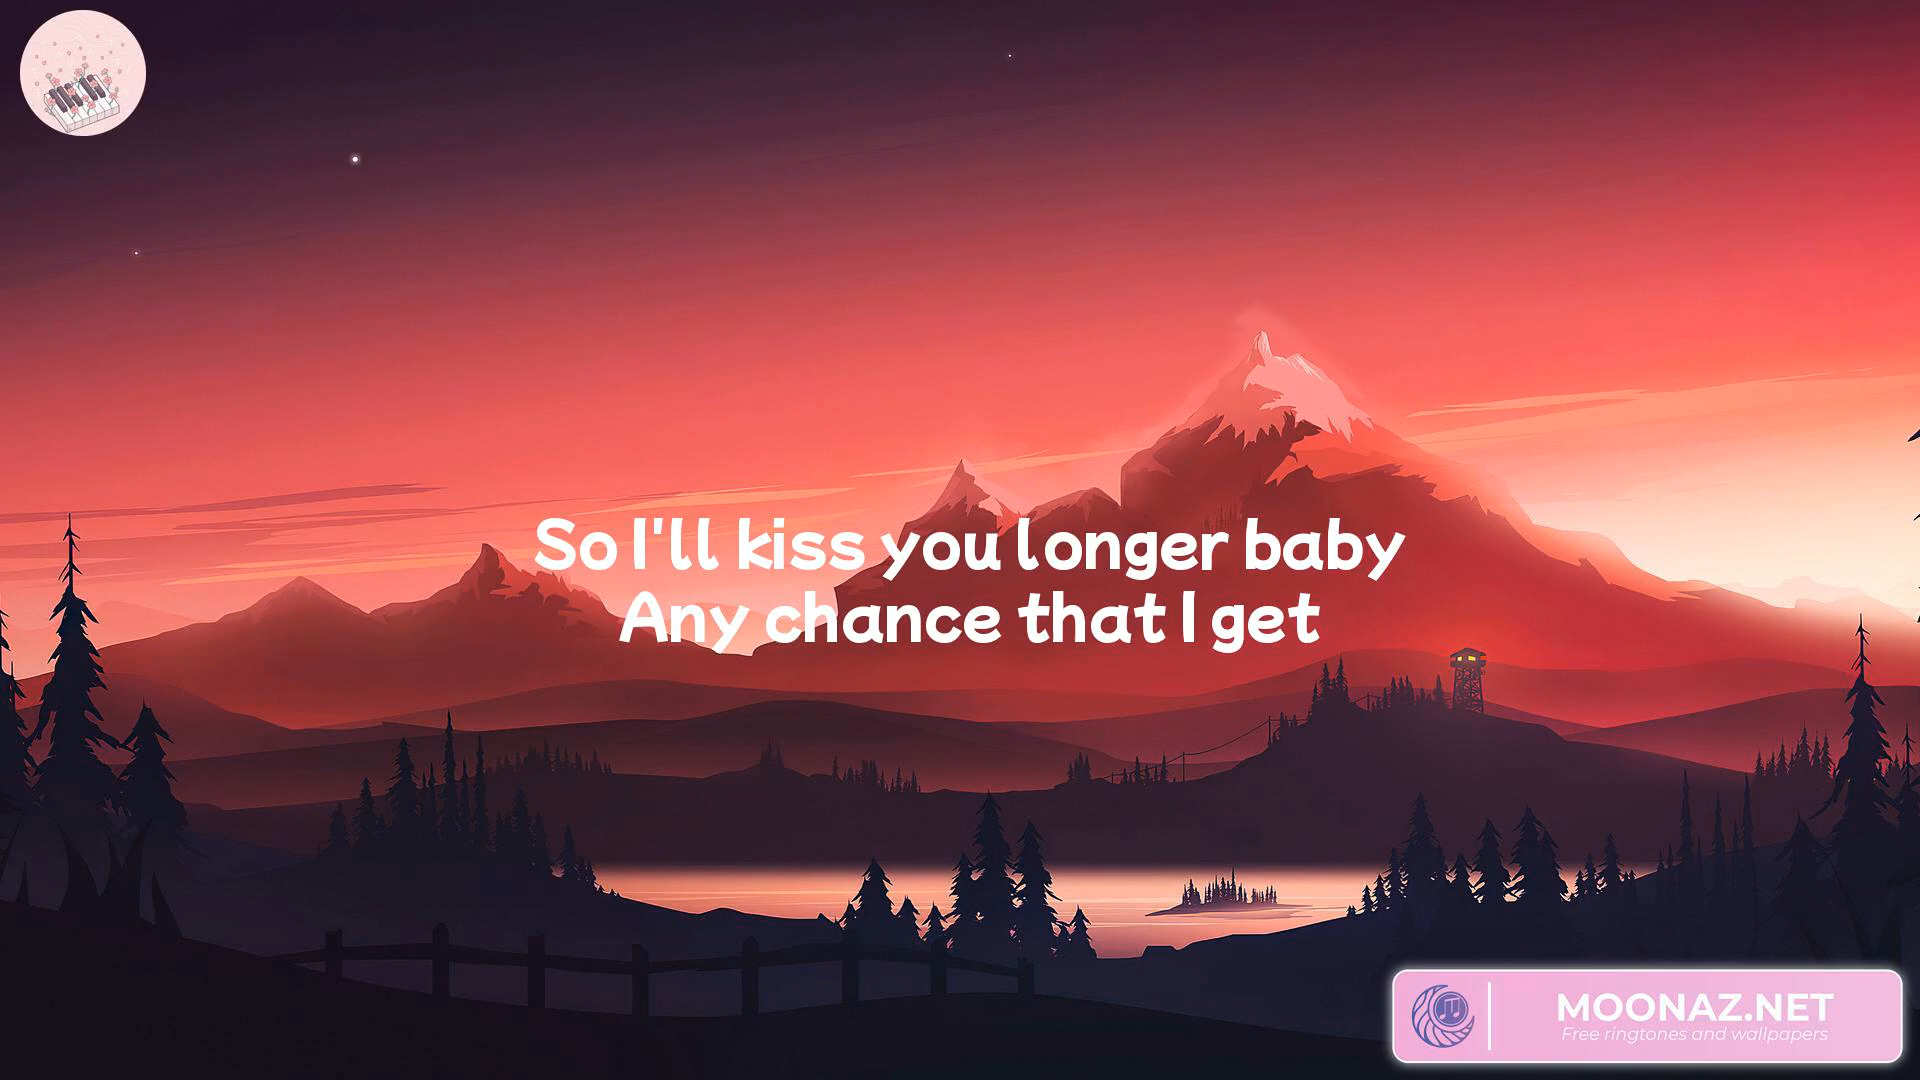 So I'll kiss you longer baby
Any chance that I get
MOONAZ.NET
Free ringtones and wallpapers